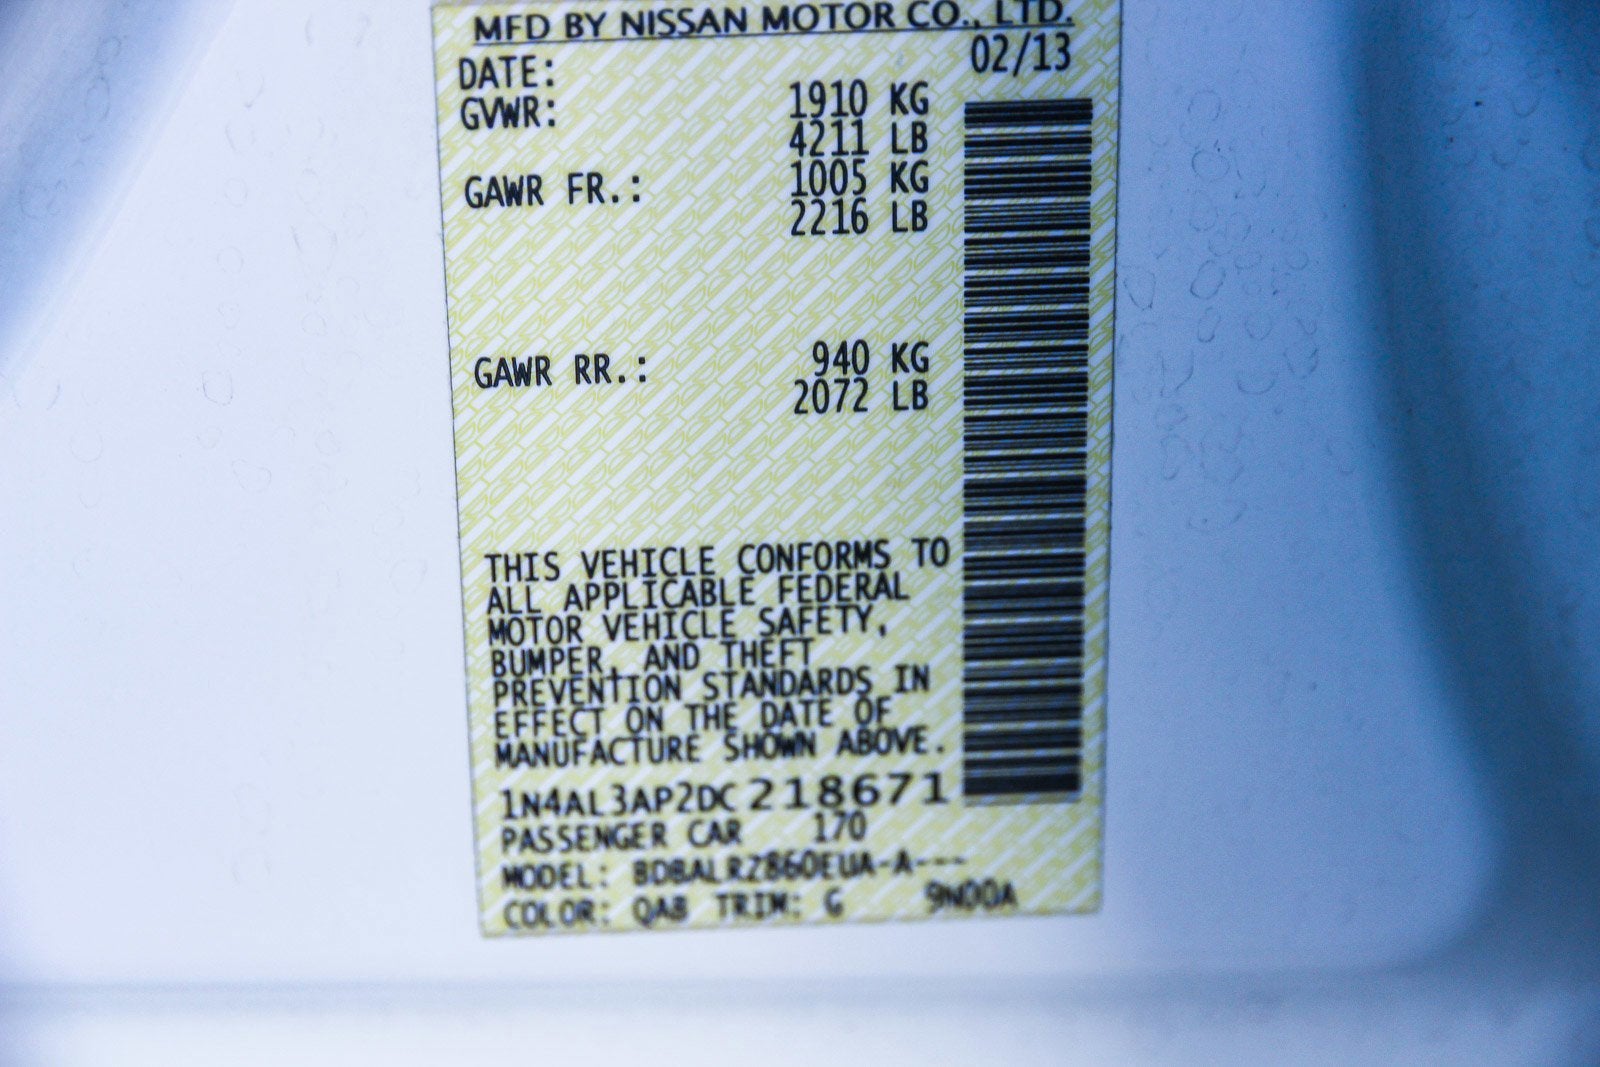 MFD BY NISSAN MOTOR CO., LTD.
DATE: 02/13
GVWR: 1910 KG
4211 LB
GAWR FR.: 1005 KG
2216 LB
GAWR RR.: 940 KG
2072 LB
THIS VEHICLE CONFORMS TO
ALL APPLICABLE FEDERAL
MOTOR VEHICLE SAFETY,
BUMPER, AND THEFT
PREVENTION STANDARDS IN
EFFECT ON THE DATE OF
MANUFACTURE SHOWN ABOVE.
1N4AL3AP2DC218671
PASSENGER CAR 170
MODEL: BDBALRZ860EUA-A---
COLOR: QAB TRIM: G 9N00A